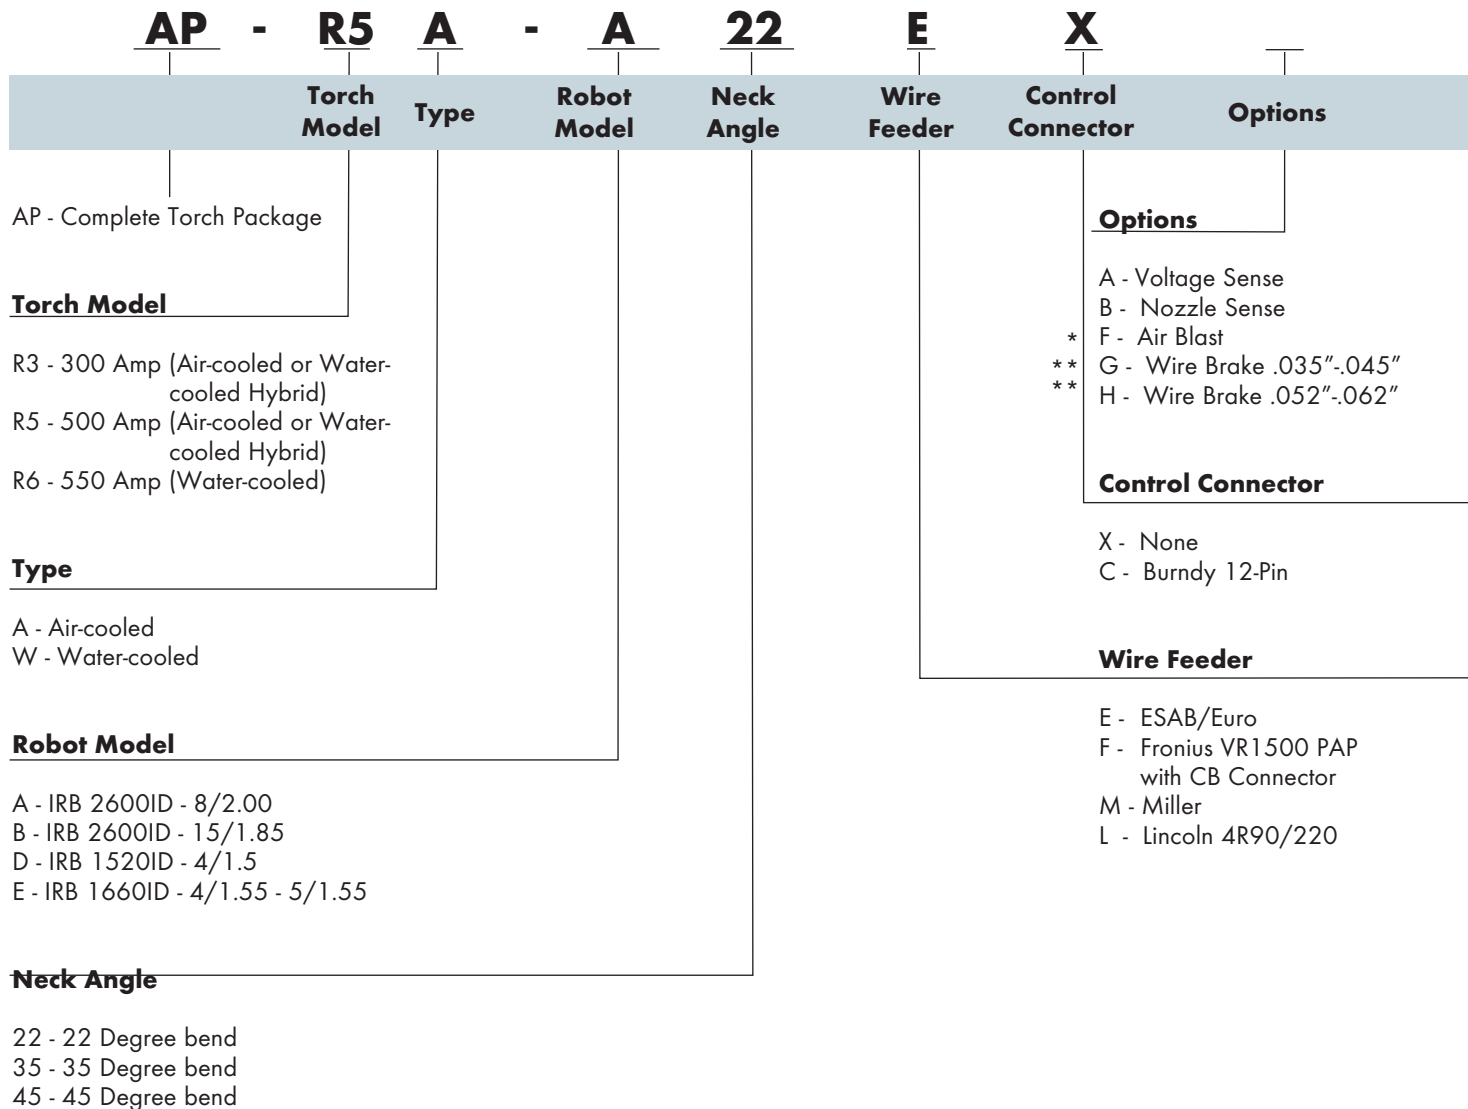 AP - R5 A - A 22 E X
Torch Model
Type
Robot Model
Neck Angle
Wire Feeder
Control Connector
Options
AP - Complete Torch Package
Torch Model
R3 - 300 Amp (Air-cooled or Water-
cooled Hybrid)
R5 - 500 Amp (Air-cooled or Water-
cooled Hybrid)
R6 - 550 Amp (Water-cooled)
Type
A - Air-cooled
W - Water-cooled
Robot Model
A - IRB 2600ID - 8/2.00
B - IRB 2600ID - 15/1.85
D - IRB 1520ID - 4/1.5
E - IRB 1660ID - 4/1.55 - 5/1.55
Neck Angle
22 - 22 Degree bend
35 - 35 Degree bend
45 - 45 Degree bend
Options
A - Voltage Sense
B - Nozzle Sense
* F - Air Blast
** G - Wire Brake .035”-.045”
** H - Wire Brake .052”-.062”
Control Connector
X - None
C - Burndy 12-Pin
Wire Feeder
E - ESAB/Euro
F - Fronius VR1500 PAP
with CB Connector
M - Miller
L - Lincoln 4R90/220